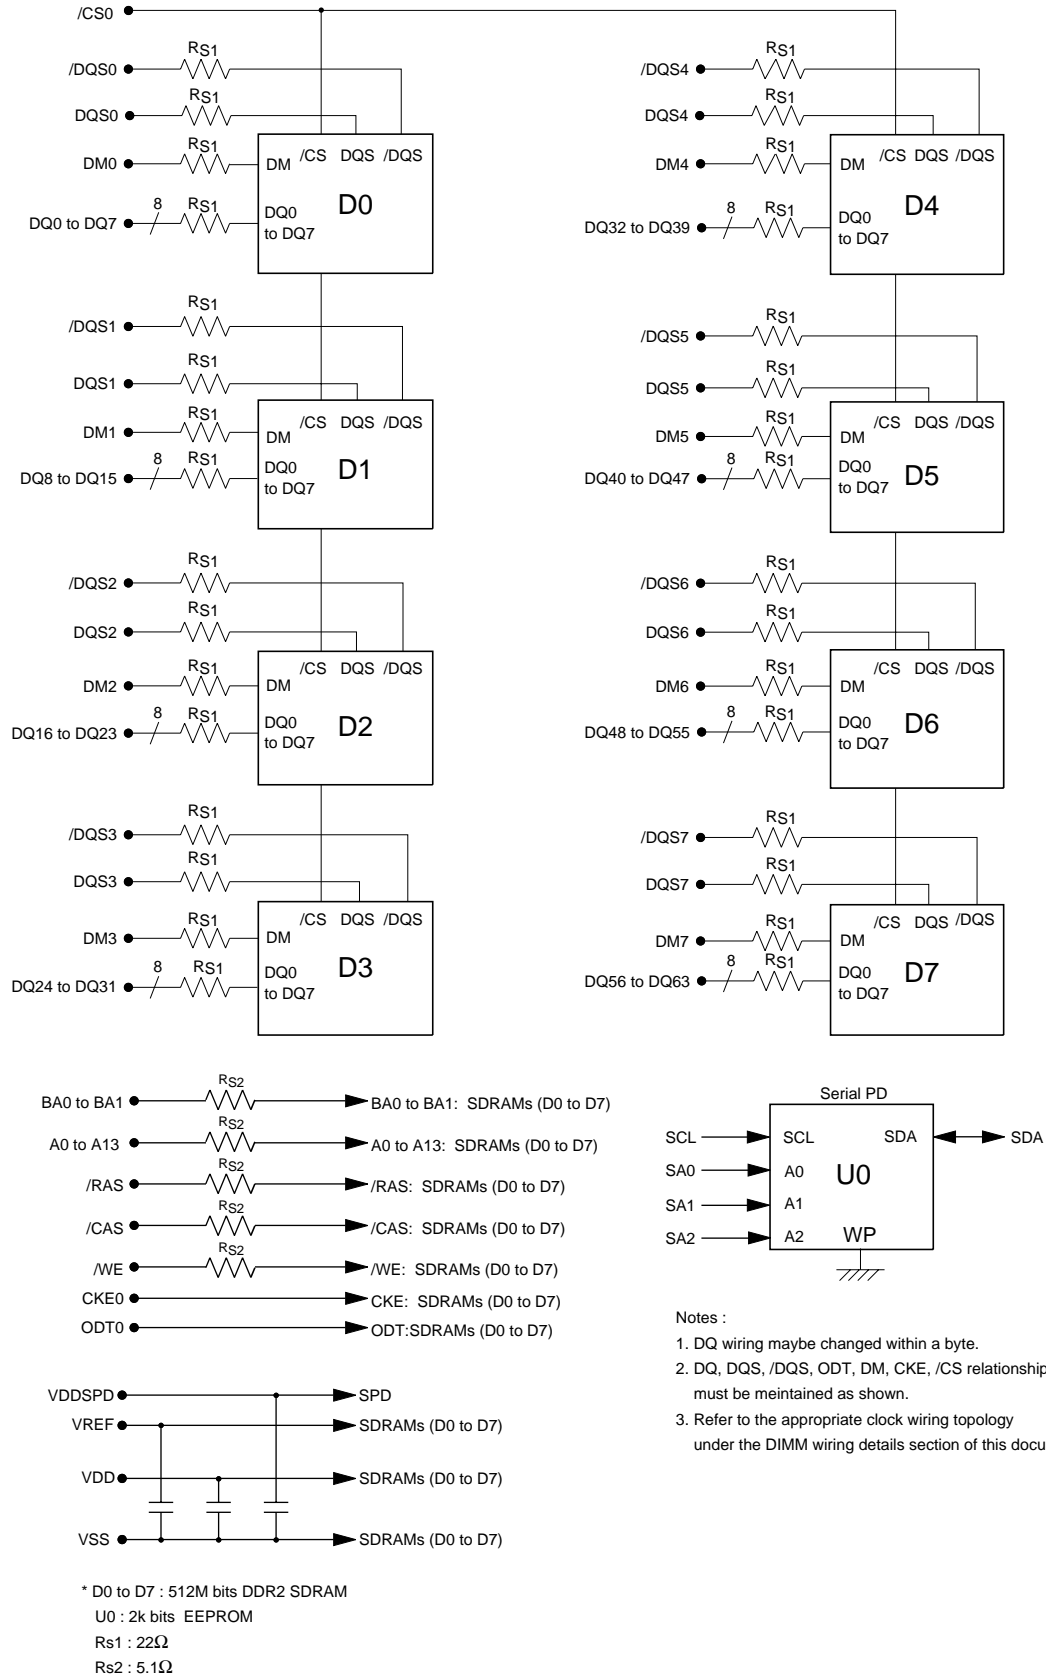 /CS0
/DQS0 RS1
DQS0 RS1
DM0 RS1
DQ0 to DQ7 8 RS1
/CS DQS /DQS
DM
D0
DQ0
to DQ7
/DQS4 RS1
DQS4 RS1
DM4 RS1
DQ32 to DQ39 8 RS1
/CS DQS /DQS
DM
D4
DQ0
to DQ7
/DQS1 RS1
DQS1 RS1
DM1 RS1
DQ8 to DQ15 8 RS1
/CS DQS /DQS
DM
D1
DQ0
to DQ7
/DQS5 RS1
DQS5 RS1
DM5 RS1
DQ40 to DQ47 8 RS1
/CS DQS /DQS
DM
D5
DQ0
to DQ7
/DQS2 RS1
DQS2 RS1
DM2 RS1
DQ16 to DQ23 8 RS1
/CS DQS /DQS
DM
D2
DQ0
to DQ7
/DQS6 RS1
DQS6 RS1
DM6 RS1
DQ48 to DQ55 8 RS1
/CS DQS /DQS
DM
D6
DQ0
to DQ7
/DQS3 RS1
DQS3 RS1
DM3 RS1
DQ24 to DQ31 8 RS1
/CS DQS /DQS
DM
D3
DQ0
to DQ7
/DQS7 RS1
DQS7 RS1
DM7 RS1
DQ56 to DQ63 8 RS1
/CS DQS /DQS
DM
D7
DQ0
to DQ7
BA0 to BA1 RS2 BA0 to BA1: SDRAMs (D0 to D7)
A0 to A13 RS2 A0 to A13: SDRAMs (D0 to D7)
/RAS RS2 /RAS: SDRAMs (D0 to D7)
/CAS RS2 /CAS: SDRAMs (D0 to D7)
/WE RS2 /WE: SDRAMs (D0 to D7)
CKE0 CKE: SDRAMs (D0 to D7)
ODT0 ODT:SDRAMs (D0 to D7)
Serial PD
SCL SCL SDA SDA
SA0 A0 U0
SA1 A1
SA2 A2 WP
Notes :
1. DQ wiring maybe changed within a byte.
2. DQ, DQS, /DQS, ODT, DM, CKE, /CS relationship
must be meintained as shown.
3. Refer to the appropriate clock wiring topology
under the DIMM wiring details section of this docu
VDDSPD SPD
VREF SDRAMs (D0 to D7)
VDD SDRAMs (D0 to D7)
VSS SDRAMs (D0 to D7)
* D0 to D7 : 512M bits DDR2 SDRAM
U0 : 2k bits EEPROM
Rs1 : 22Ω
Rs2 : 5.1Ω